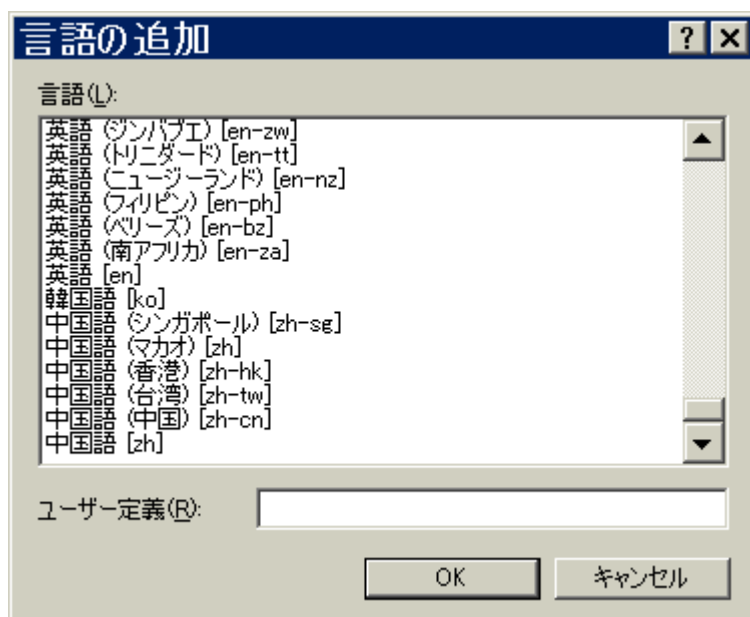 言語の追加
言語(L):
英語 (ジンバブエ) [en-zw]
英語 (トリニダード) [en-tt]
英語 (ニュージーランド) [en-nz]
英語 (フィリピン) [en-ph]
英語 (ベリーズ) [en-bz]
英語 (南アフリカ) [en-za]
英語 [en]
韓国語 [ko]
中国語 (シンガポール) [zh-sg]
中国語 (マカオ) [zh]
中国語 (香港) [zh-hk]
中国語 (台湾) [zh-tw]
中国語 (中国) [zh-cn]
中国語 [zh]
ユーザー定義(R):
OK キャンセル